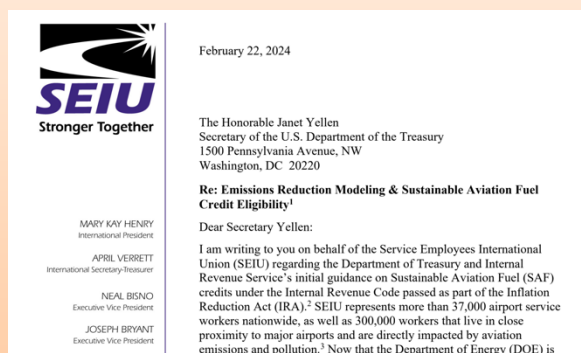 SEIU
Stronger Together
MARY KAY HENRY
International President
APRIL VERRETT
International Secretary-Treasurer
NEAL BISNO
Executive Vice President
JOSEPH BRYANT
Executive Vice President
February 22, 2024
The Honorable Janet Yellen
Secretary of the U.S. Department of the Treasury
1500 Pennsylvania Avenue, NW
Washington, DC 20220
Re: Emissions Reduction Modeling & Sustainable Aviation Fuel
Credit Eligibility¹
Dear Secretary Yellen:
I am writing to you on behalf of the Service Employees International
Union (SEIU) regarding the Department of Treasury and Internal
Revenue Service's initial guidance on Sustainable Aviation Fuel (SAF)
credits under the Internal Revenue Code passed as part of the Inflation
Reduction Act (IRA).² SEIU represents more than 37,000 airport service
workers nationwide, as well as 300,000 workers that live in close
proximity to major airports and are directly impacted by aviation
emissions and pollution.³ Now that the Department of Energy (DOE) is